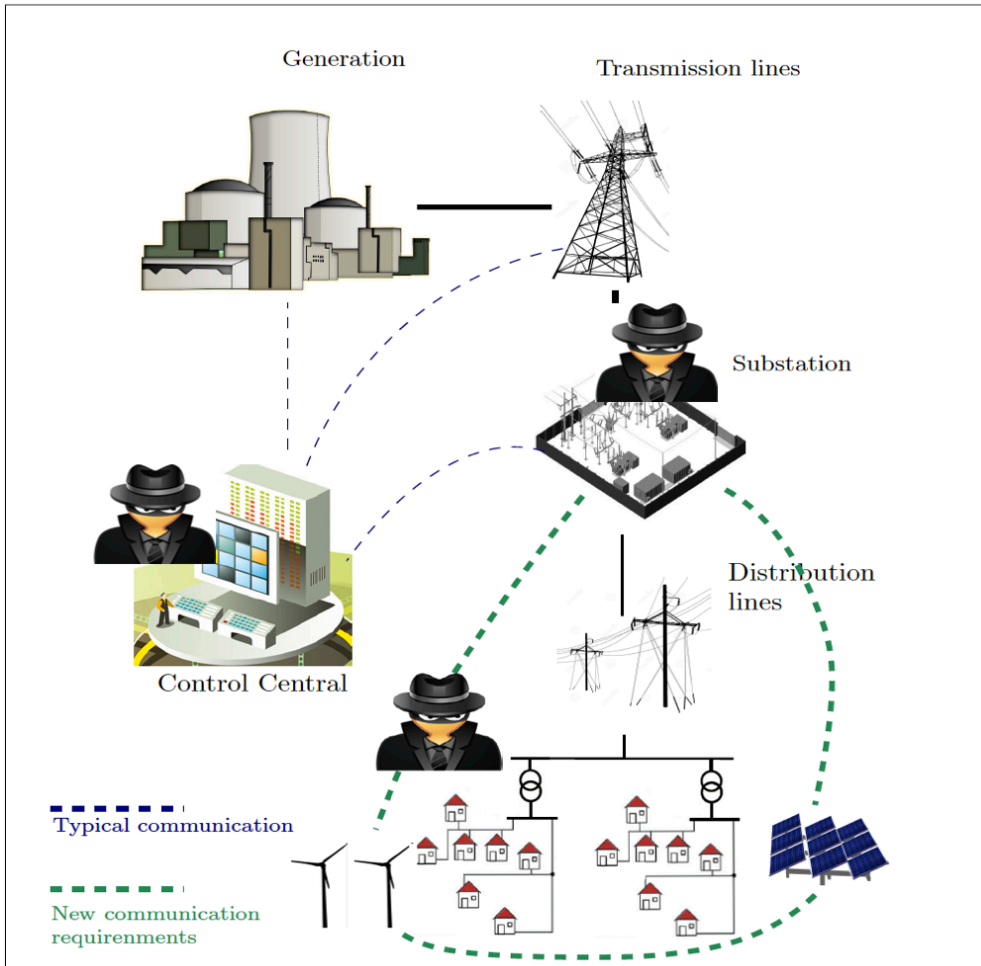 Generation
Transmission lines
Substation
Distribution
lines
Control Central
Typical communication
New communication
requirenments